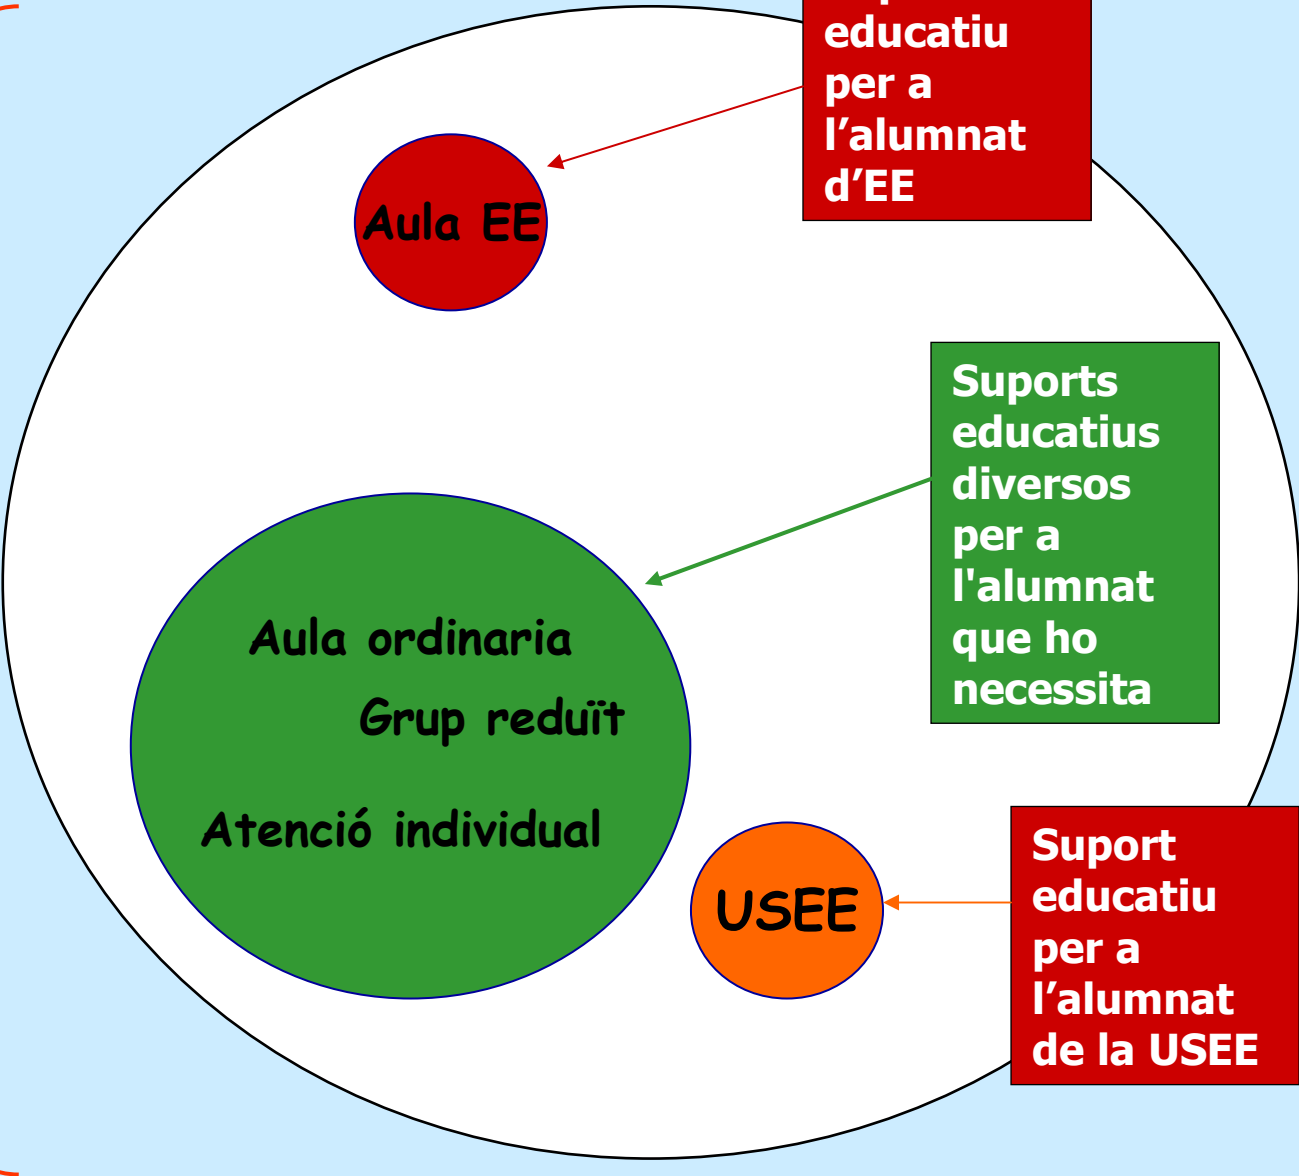 educatiu
per a
l’alumnat
d’EE
Aula EE
Suports
educatius
diversos
per a
l'alumnat
que ho
necessita
Aula ordinaria
Grup reduït
Atenció individual
USEE
Suport
educatiu
per a
l’alumnat
de la USEE